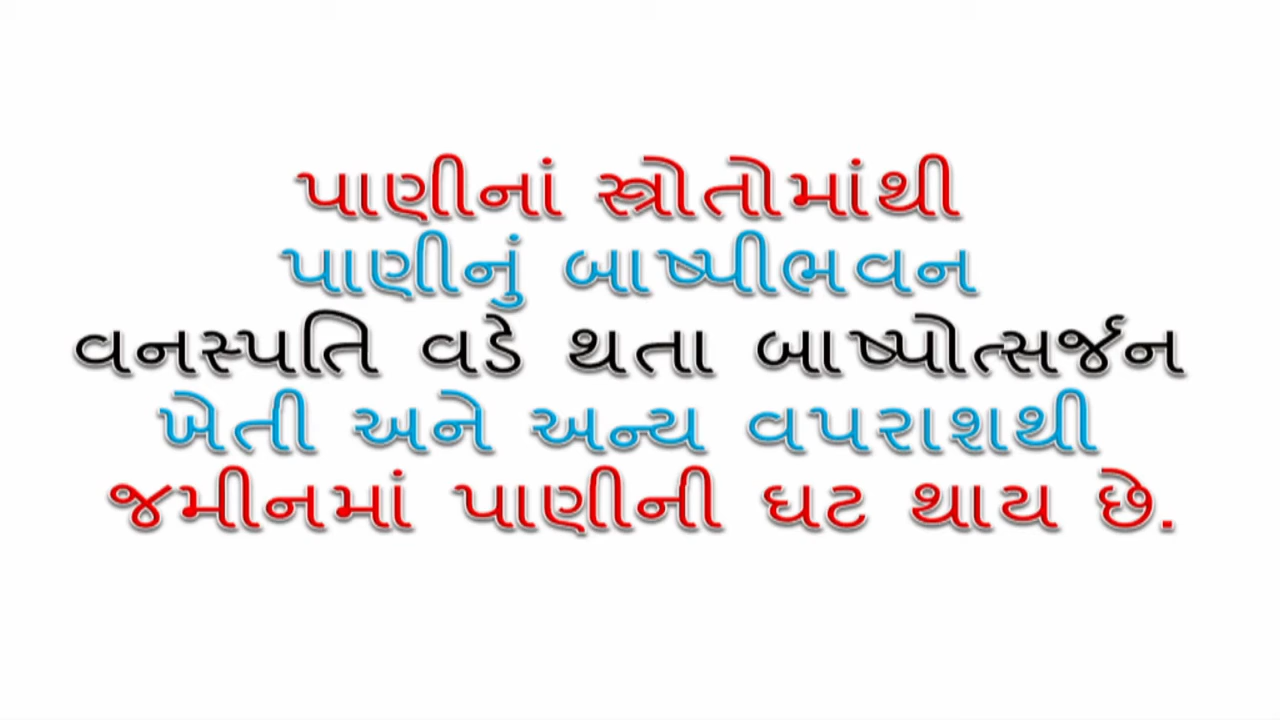 પાણીનાં સ્ત્રોતોમાંથી
પાણીનું બાષ્પીભવન
વનસ્પતિ વડે થતા બાષ્પોત્સર્જન
ખેતી અને અન્ય વપરાશથી
જમીનમાં પાણીની ઘટ થાય છે.